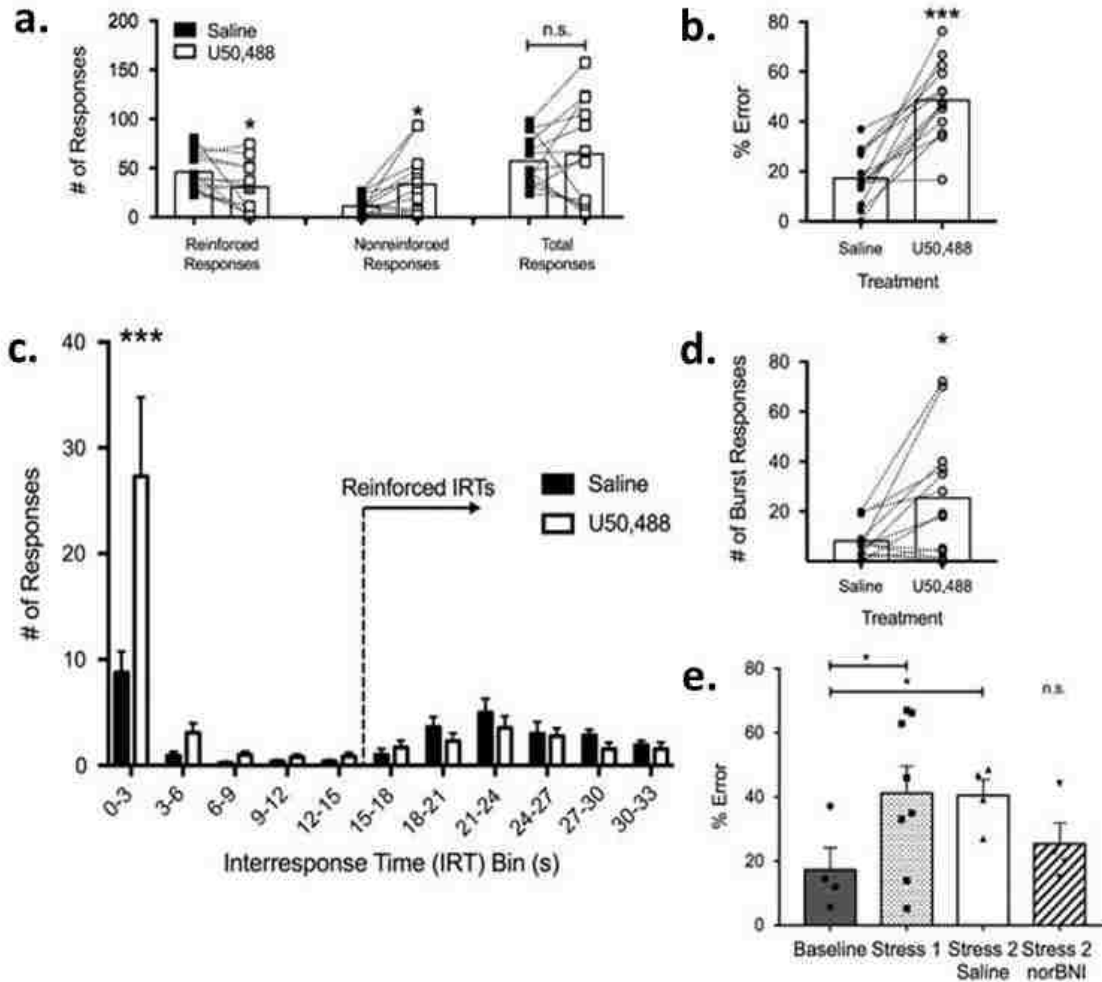 a.
200
150
100
50
0
# of Responses
Saline
U50,488
*
*
n.s.
Reinforced
Responses
Nonreinforced
Responses
Total
Responses
b.
80
60
40
20
0
% Error
***
Saline
U50,488
Treatment
c.
40
30
20
10
0
# of Responses
***
Reinforced IRTs
Saline
U50,488
0-3
3-6
6-9
9-12
12-15
15-18
18-21
21-24
24-27
27-30
30-33
Interresponse Time (IRT) Bin (s)
d.
80
60
40
20
# of Burst Responses
*
Saline
U50,488
Treatment
e.
80
60
40
20
0
% Error
*
*
n.s.
Baseline
Stress 1
Stress 2
Saline
Stress 2
norBNI